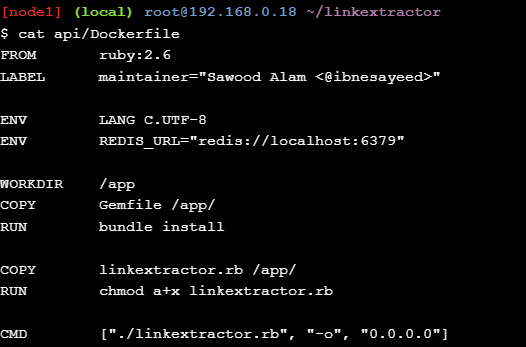 [node1] (local) root@192.168.0.18 ~/linkextractor
$ cat api/Dockerfile
FROM       ruby:2.6
LABEL      maintainer="Sawood Alam <@ibnesayeed>"
ENV        LANG C.UTF-8
ENV        REDIS_URL="redis://localhost:6379"
WORKDIR    /app
COPY       Gemfile /app/
RUN        bundle install
COPY       linkextractor.rb /app/
RUN        chmod a+x linkextractor.rb
CMD        ["./linkextractor.rb", "-o", "0.0.0.0"]